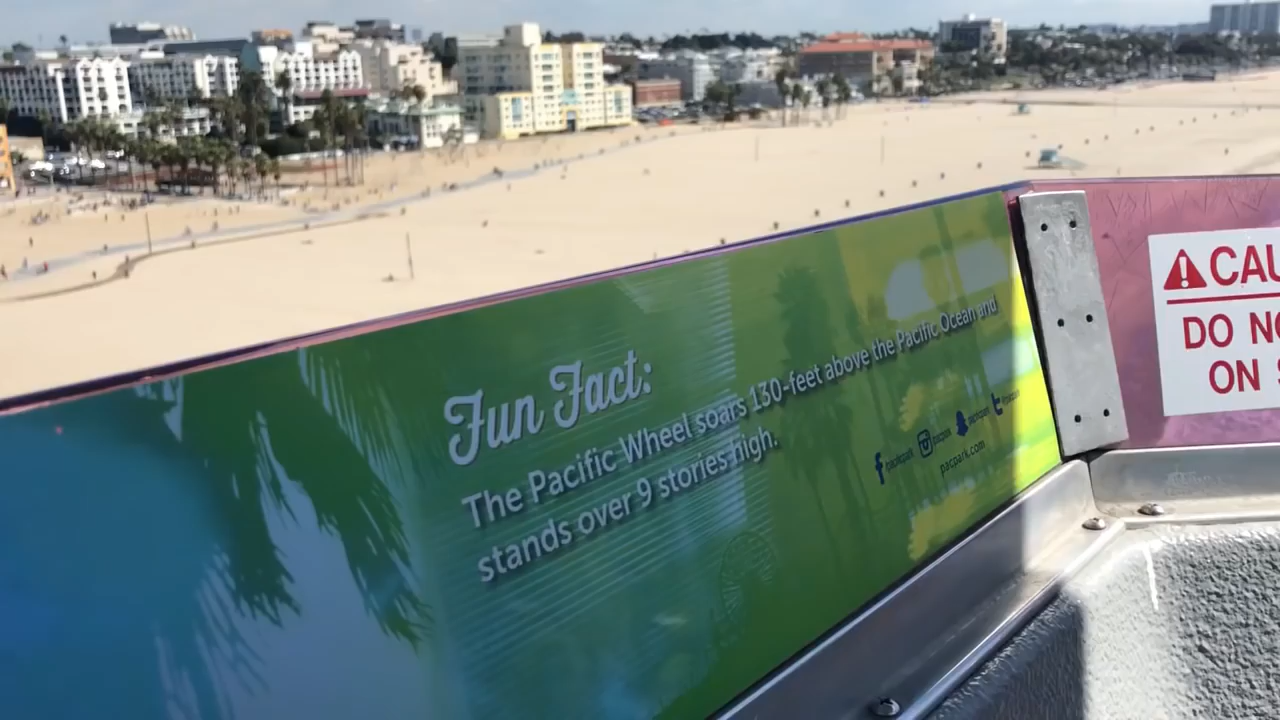 Fun Fact:
The Pacific Wheel soars 130-feet above the Pacific Ocean and
stands over 9 stories high.
pacpark.com
CAU
DO NO
ON